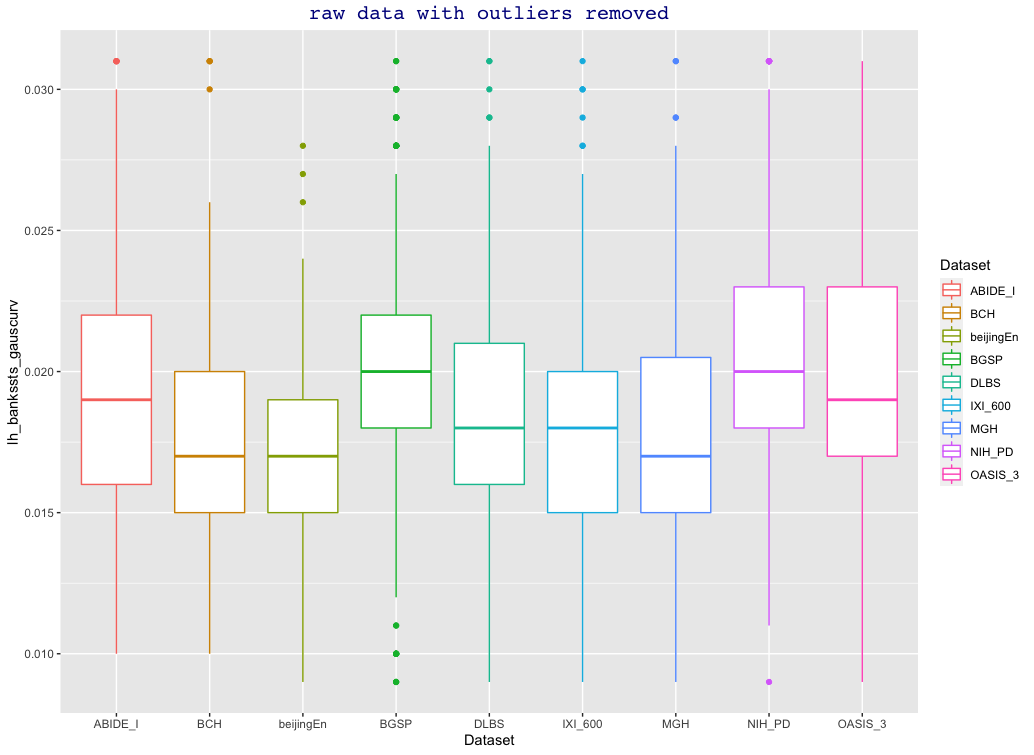 raw data with outliers removed
lh_bankssts_gauscurv
0.030
0.025
0.020
0.015
0.010
ABIDE_I
BCH
beijingEn
BGSP
DLBS
IXI_600
MGH
NIH_PD
OASIS_3
Dataset
Dataset
ABIDE_I
BCH
beijingEn
BGSP
DLBS
IXI_600
MGH
NIH_PD
OASIS_3